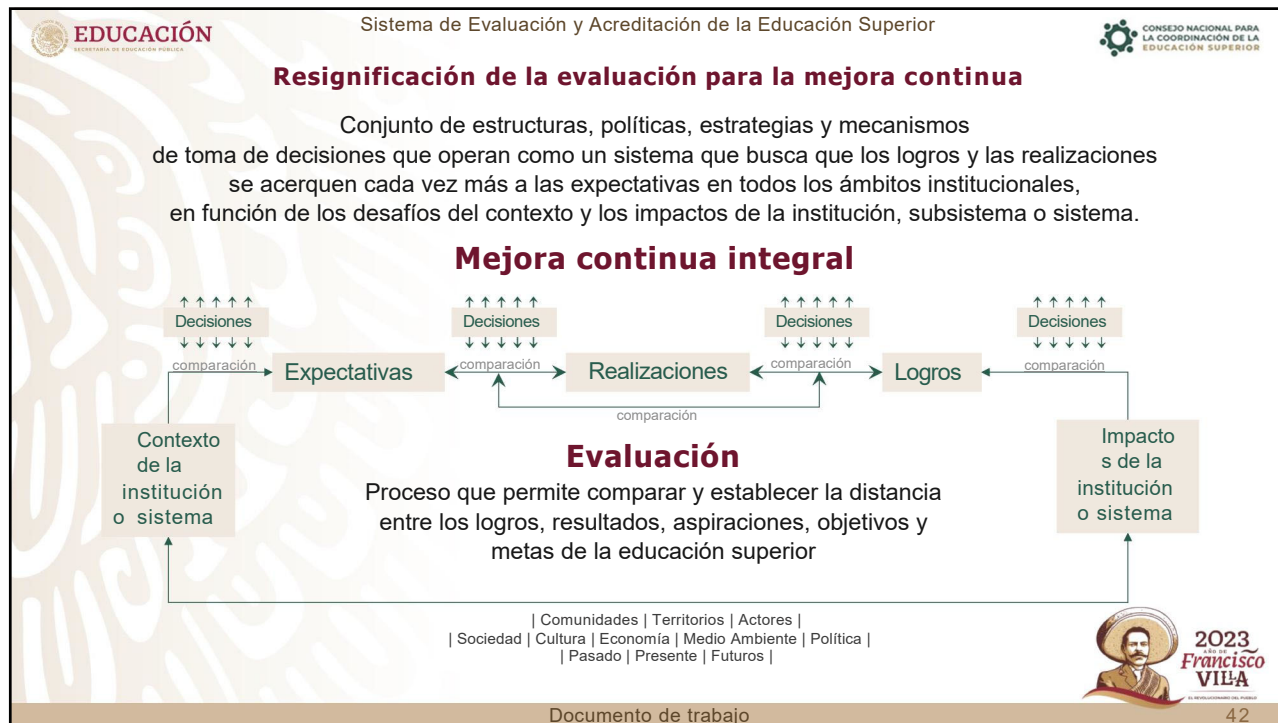 EDUCACIÓN
SECRETARÍA DE EDUCACIÓN PÚBLICA
Sistema de Evaluación y Acreditación de la Educación Superior
CONSEJO NACIONAL PARA
LA COORDINACIÓN DE LA
EDUCACIÓN SUPERIOR
Resignificación de la evaluación para la mejora continua
Conjunto de estructuras, políticas, estrategias y mecanismos
de toma de decisiones que operan como un sistema que busca que los logros y las realizaciones
se acerquen cada vez más a las expectativas en todos los ámbitos institucionales,
en función de los desafíos del contexto y los impactos de la institución, subsistema o sistema.
Mejora continua integral
Decisiones
Decisiones
Decisiones
Decisiones
comparación
comparación
comparación
comparación
Expectativas
Realizaciones
Logros
comparación
Contexto
de la
institución
o sistema
Impacto
s de la
institución
o sistema
Evaluación
Proceso que permite comparar y establecer la distancia
entre los logros, resultados, aspiraciones, objetivos y
metas de la educación superior
| Comunidades | Territorios | Actores |
| Sociedad | Cultura | Economía | Medio Ambiente | Política |
| Pasado | Presente | Futuros |
2023
AÑO DE
Francisco
VILLA
EL REVOLUCIONARIO DEL PUEBLO
Documento de trabajo
42